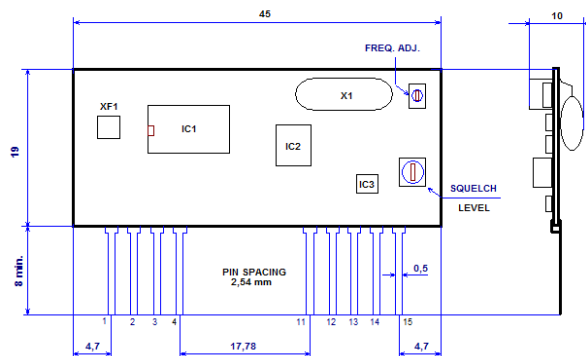 45
10
FREQ. ADJ.
X1
XF1
IC1
IC2
19
IC3
SQUELCH
LEVEL
8 min.
PIN SPACING
2,54 mm
0,5
1 2 3 4 11 12 13 14 15
4,7 17,78 4,7